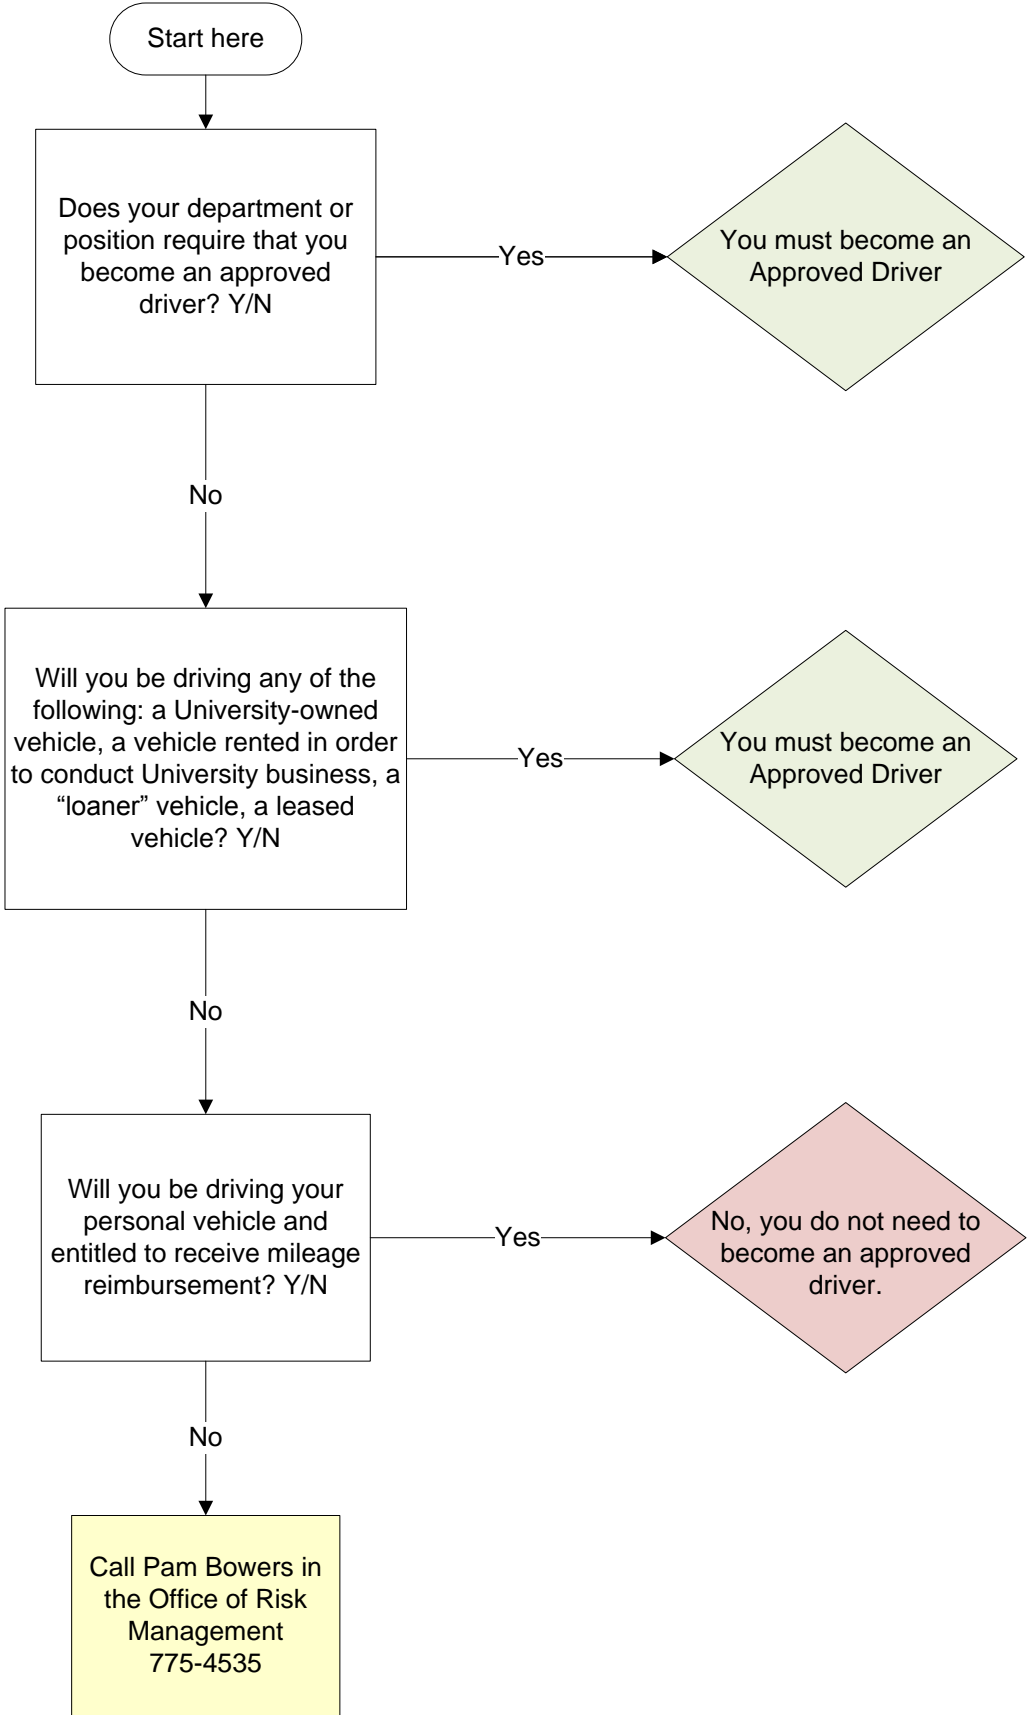 Start here
Does your department or
position require that you
become an approved
driver? Y/N
Yes
You must become an
Approved Driver
No
Will you be driving any of the
following: a University-owned
vehicle, a vehicle rented in order
to conduct University business, a
“loaner” vehicle, a leased
vehicle? Y/N
Yes
You must become an
Approved Driver
No
Will you be driving your
personal vehicle and
entitled to receive mileage
reimbursement? Y/N
Yes
No, you do not need to
become an approved
driver.
No
Call Pam Bowers in
the Office of Risk
Management
775-4535